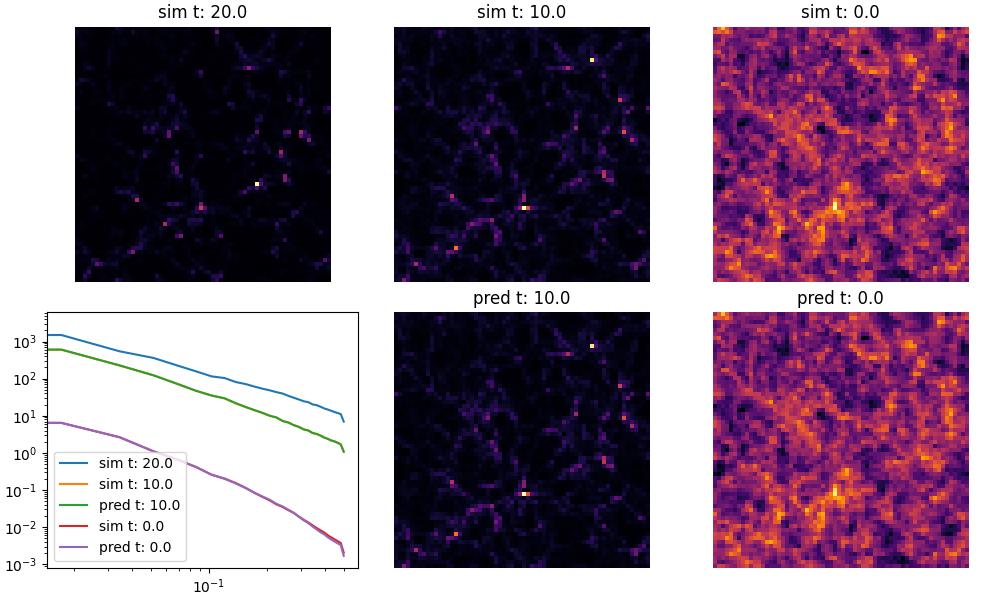 sim t: 20.0
sim t: 10.0
sim t: 0.0
10³
10²
10¹
10⁰
10⁻¹
10⁻²
10⁻³
sim t: 20.0
sim t: 10.0
pred t: 10.0
sim t: 0.0
pred t: 0.0
10⁻¹
pred t: 10.0
pred t: 0.0